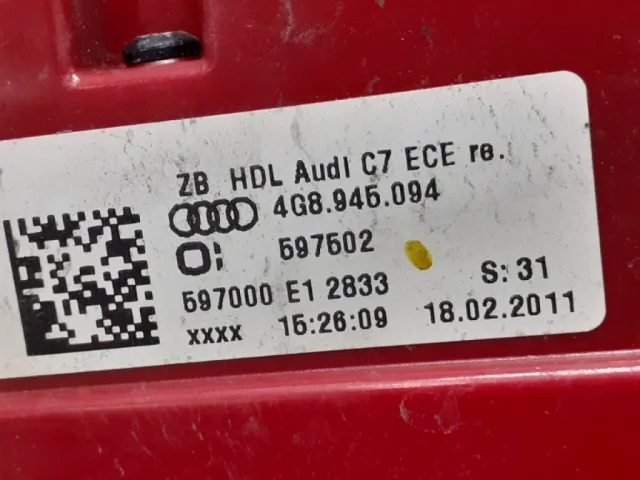 ZB HDL Audi C7 ECE re.
4G8.945.094
597502
597000 E1 2833 S: 31
xxxx 15:26:09 18.02.2011